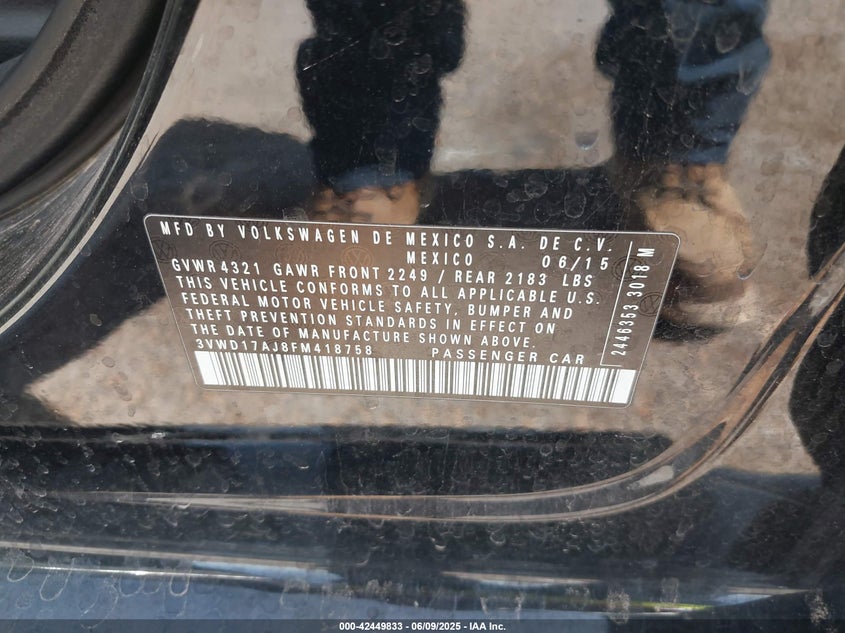 MFD BY VOLKSWAGEN DE MEXICO S.A. DE C.V.
MEXICO 06/15
GVWR 4321 GAWR FRONT 2249 / REAR 2183 LBS
THIS VEHICLE CONFORMS TO ALL APPLICABLE U.S.
FEDERAL MOTOR VEHICLE SAFETY, BUMPER AND
THEFT PREVENTION STANDARDS IN EFFECT ON
THE DATE OF MANUFACTURE SHOWN ABOVE.
3VWD17AJ8FM418758 PASSENGER CAR
2446353 3018 M
000-42449833 - 06/09/2025 - IAA Inc.